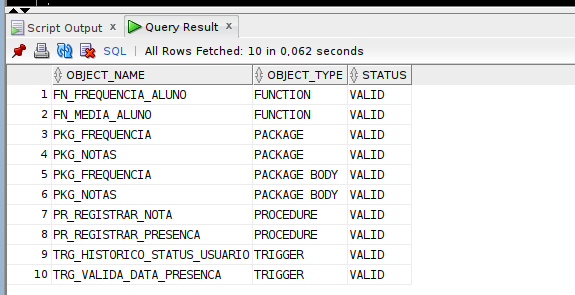 Script Output x Query Result x
SQL | All Rows Fetched: 10 in 0,062 seconds
OBJECT_NAME OBJECT_TYPE STATUS
1 FN_FREQUENCIA_ALUNO FUNCTION VALID
2 FN_MEDIA_ALUNO FUNCTION VALID
3 PKG_FREQUENCIA PACKAGE VALID
4 PKG_NOTAS PACKAGE VALID
5 PKG_FREQUENCIA PACKAGE BODY VALID
6 PKG_NOTAS PACKAGE BODY VALID
7 PR_REGISTRAR_NOTA PROCEDURE VALID
8 PR_REGISTRAR_PRESENCA PROCEDURE VALID
9 TRG_HISTORICO_STATUS_USUARIO TRIGGER VALID
10 TRG_VALIDA_DATA_PRESENCA TRIGGER VALID